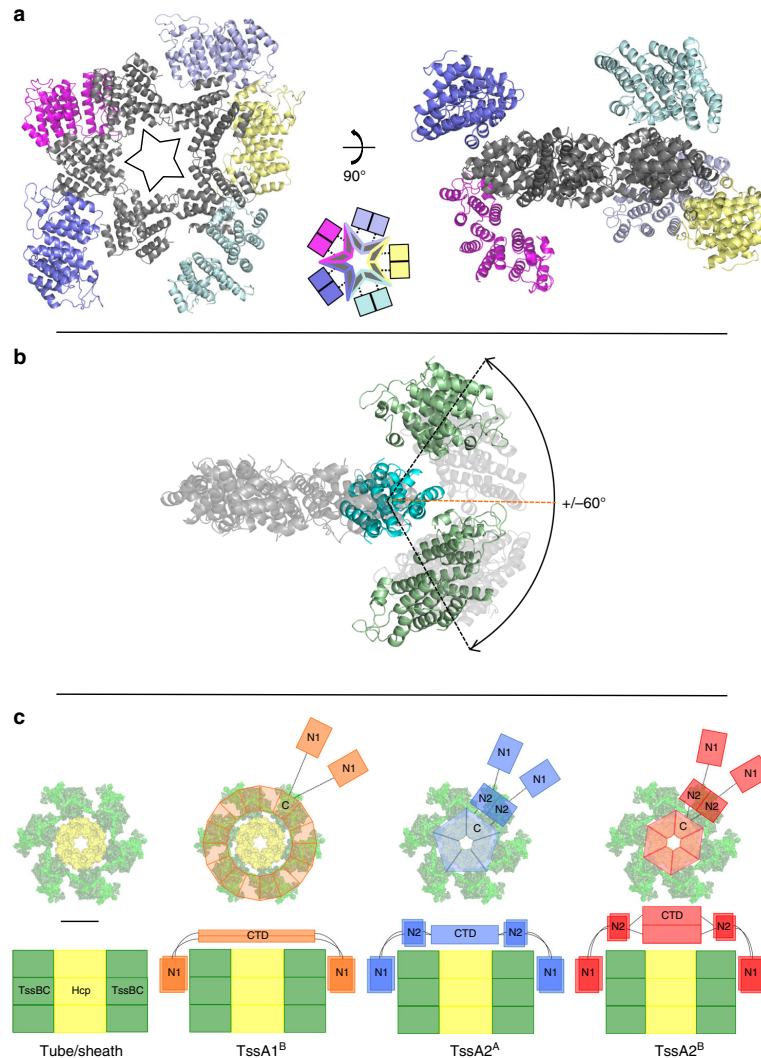 a
90°
b
+/–60°
c
N1
N1
C
N1
N1
N2
N2
C
N1
N1
N2
N2
C
CTD
N1
N1
N2
CTD
N2
N1
N1
N2
CTD
N2
N1
N1
TssBC
Hcp
TssBC
Tube/sheath
TssA1ᴮ
TssA2ᴬ
TssA2ᴮ